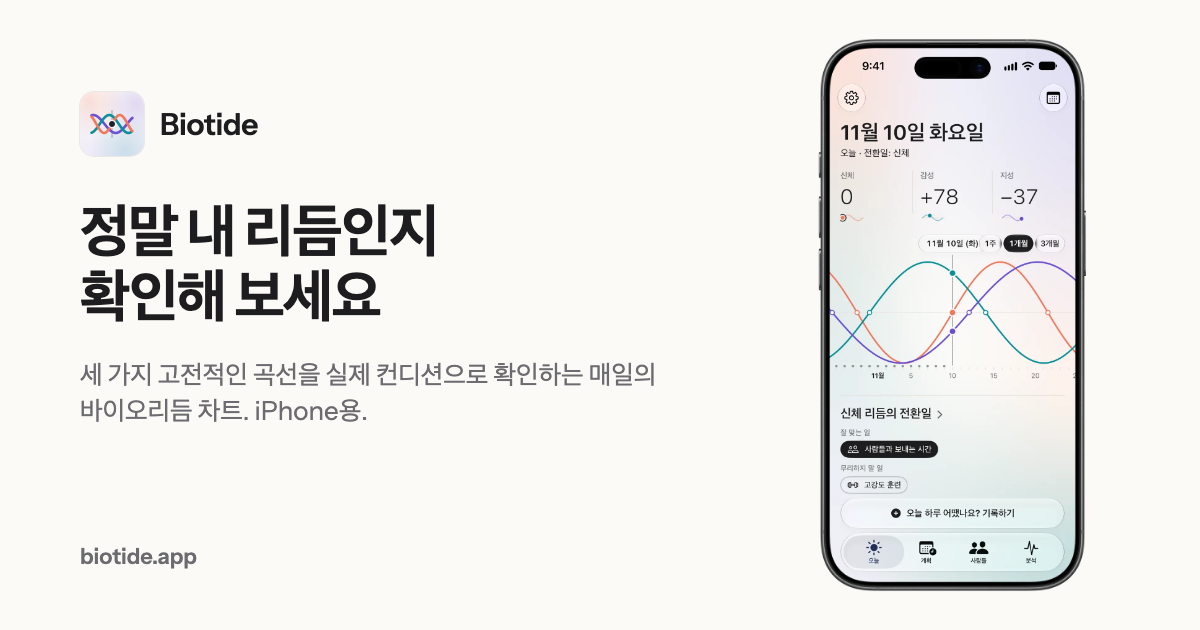 Biotide
정말 내 리듬인지
확인해 보세요
세 가지 고전적인 곡선을 실제 컨디션으로 확인하는 매일의
바이오리듬 차트. iPhone용.
biotide.app
9:41
11월 10일 화요일
오늘 · 전환일: 신체
신체 감성 지성
0 +78 −37
11월 10일 (화) 1주 1개월 3개월
11월 5 10 15 20
신체 리듬의 전환일
잘 맞는 일
사람들과 보내는 시간
무리하지 말 일
고강도 훈련
오늘 하루 어땠나요? 기록하기
오늘 계획 사람들 분석